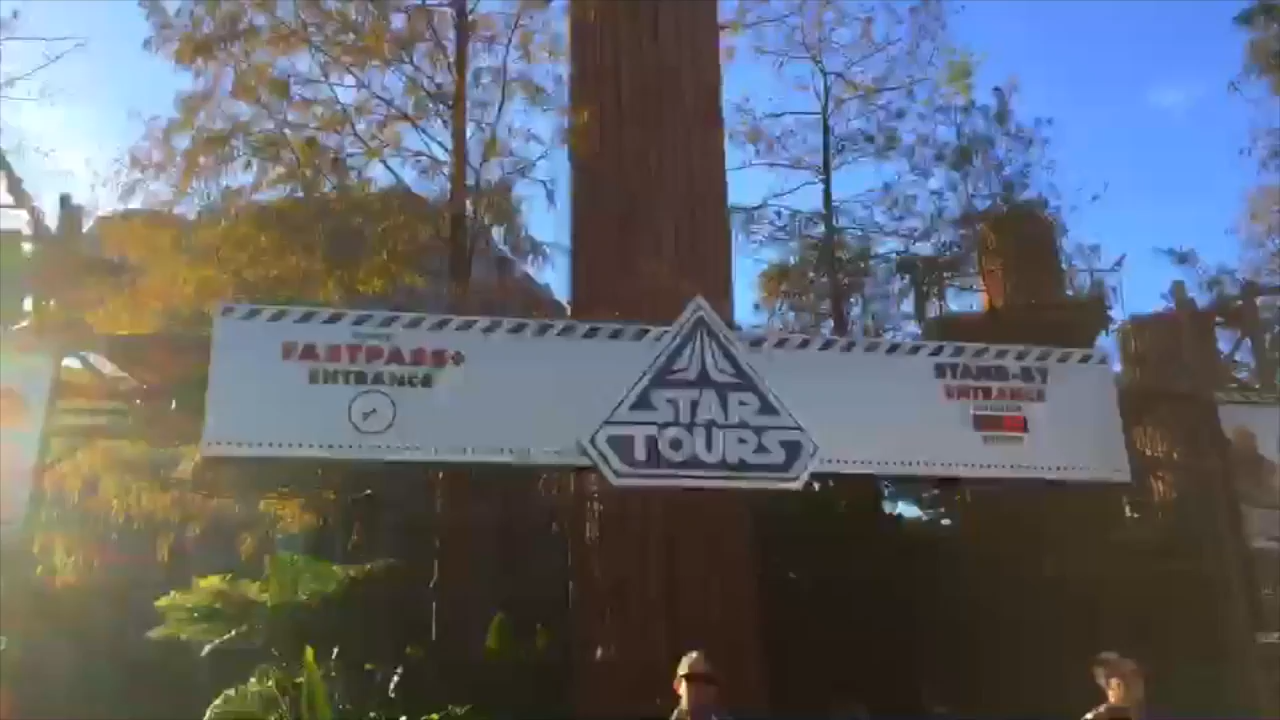 FASTPASS+
ENTRANCE
STAR
TOURS
STAND-BY
ENTRANCE